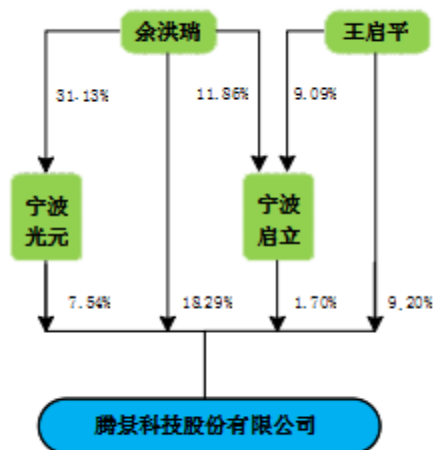 余洪瑞
王启平
31.13%
11.86%
9.09%
宁波
光元
宁波
启立
7.54%
18.29%
1.70%
9.20%
腾景科技股份有限公司